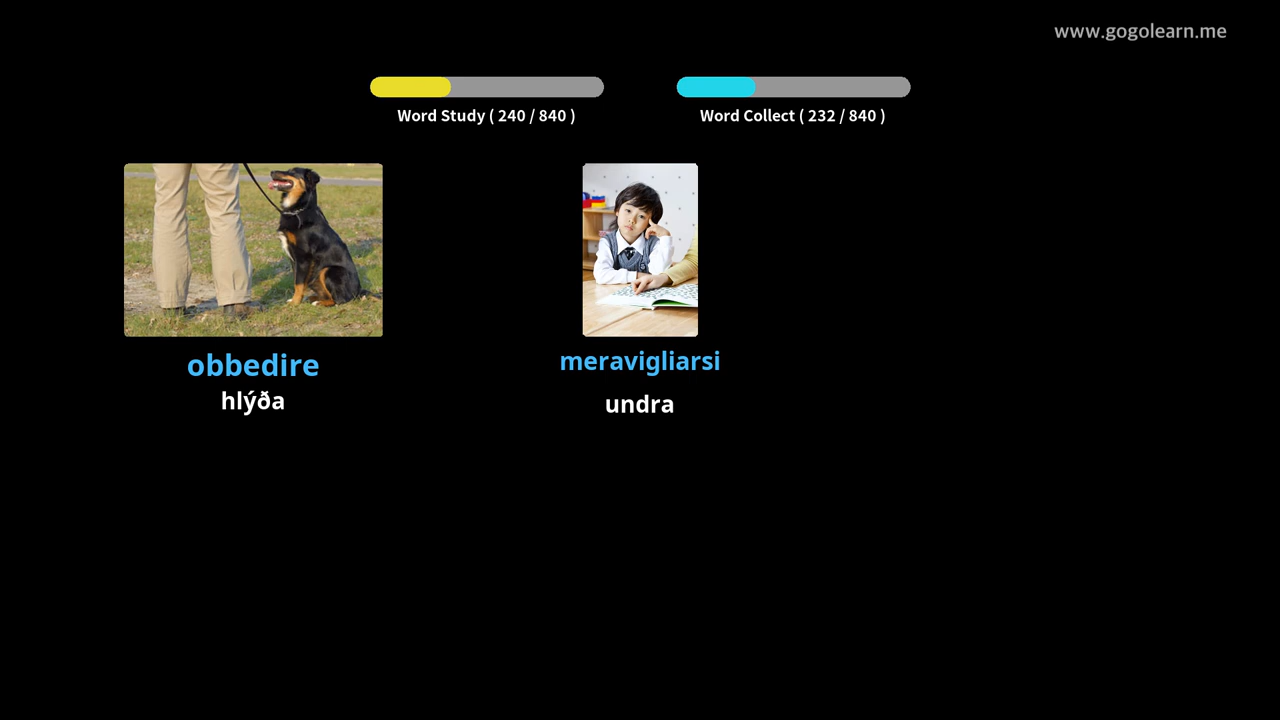 www.gogolearn.me
Word Study ( 240 / 840 )
Word Collect ( 232 / 840 )
obbedire
hlýða
meravigliarsi
undra